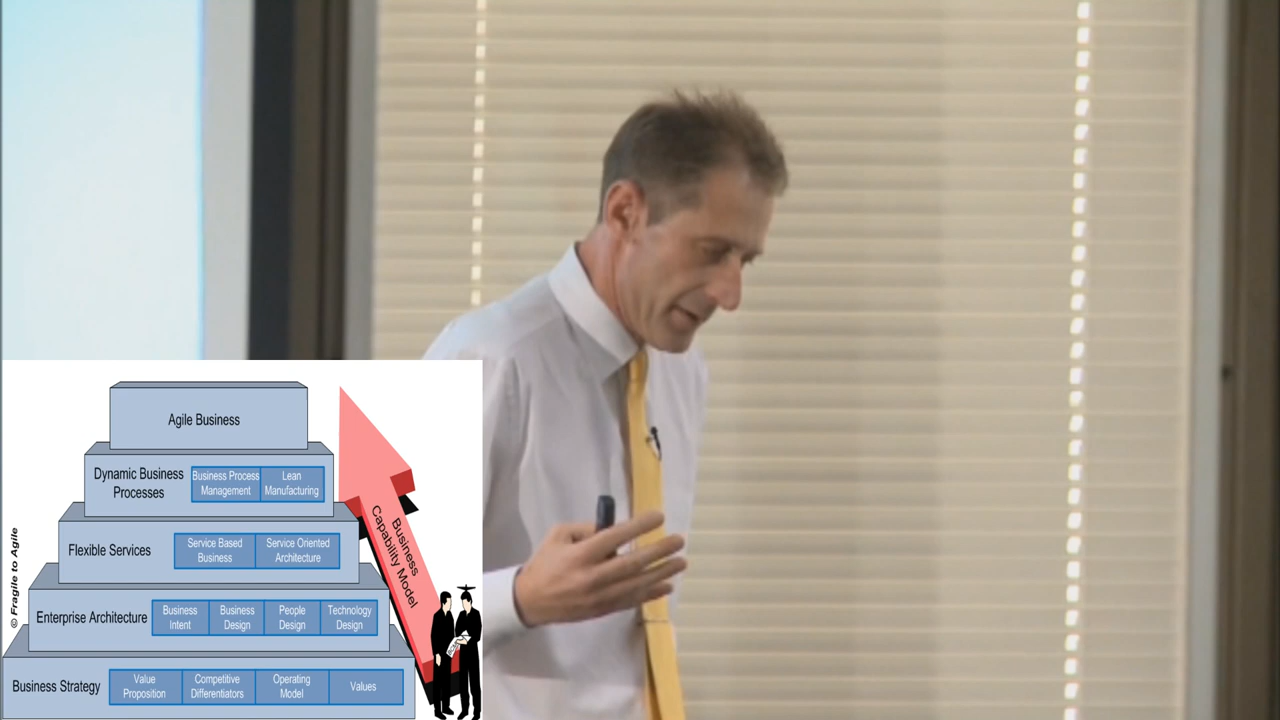 Agile Business
Dynamic Business
Processes
Business Process
Management
Lean
Manufacturing
Flexible Services
Service Based
Business
Service Oriented
Architecture
Enterprise Architecture
Business
Intent
Business
Design
People
Design
Technology
Design
Business Strategy
Value
Proposition
Competitive
Differentiators
Operating
Model
Values
Business
Capability Model
© Fragile to Agile